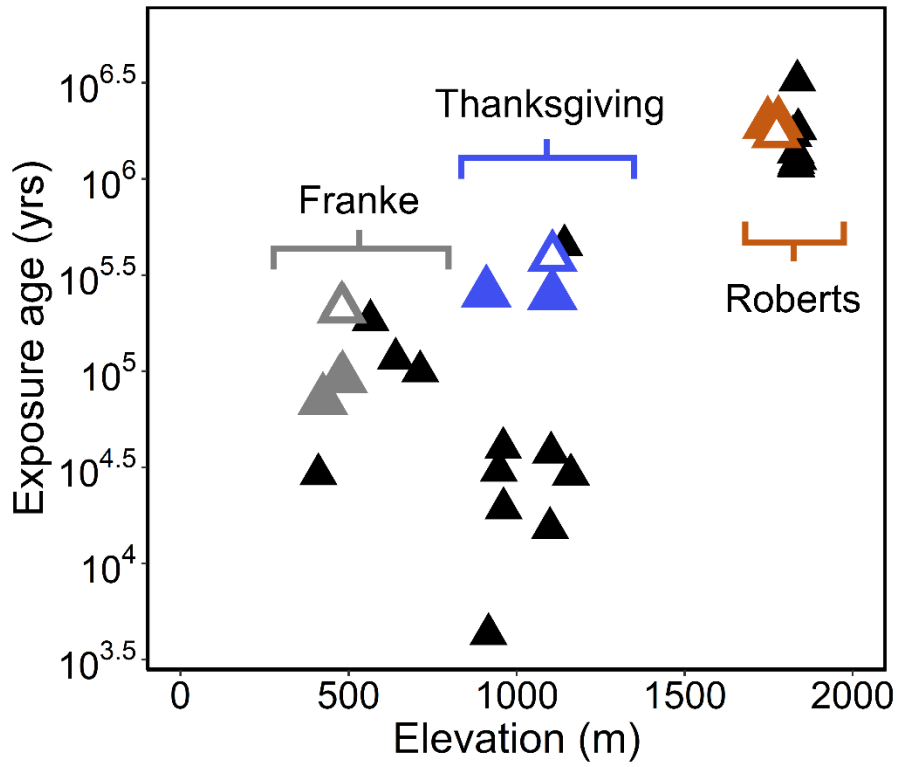 Exposure age (yrs)
10^6.5
10^6
10^5.5
10^5
10^4.5
10^4
10^3.5
Thanksgiving
Franke
Roberts
0 500 1000 1500 2000
Elevation (m)